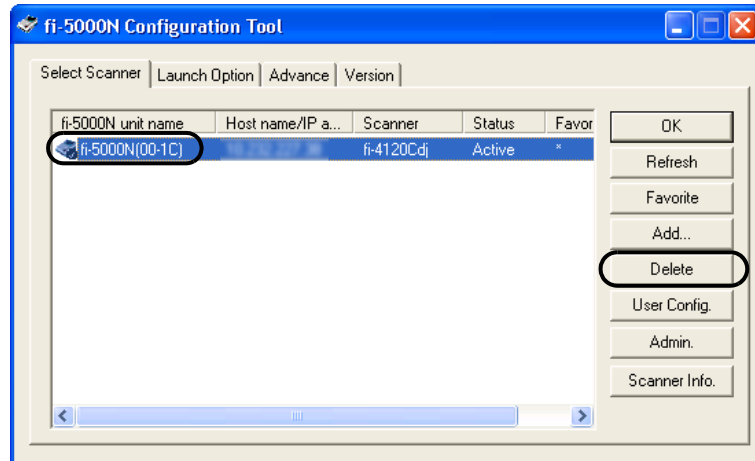 fi-5000N Configuration Tool
Select Scanner Launch Option Advance Version
fi-5000N unit name Host name/IP a... Scanner Status Favor
fi-5000N(00-1C) fi-4120Cdj Active *
OK
Refresh
Favorite
Add...
Delete
User Config.
Admin.
Scanner Info.